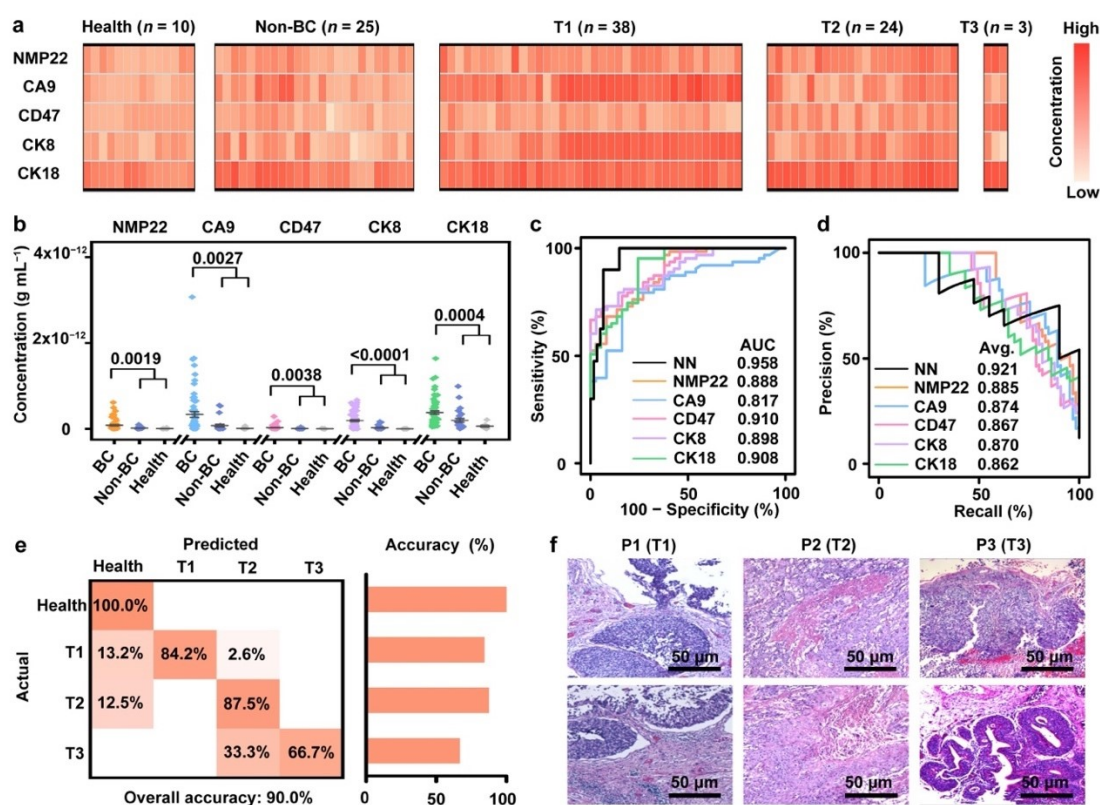 a Health (n = 10) Non-BC (n = 25) T1 (n = 38) T2 (n = 24) T3 (n = 3) High
NMP22
CA9
CD47
CK8
CK18
Concentration
Low
b NMP22 CA9 CD47 CK8 CK18
Concentration (g mL⁻¹)
4x10⁻¹²
2x10⁻¹²
0
0.0019
0.0027
0.0038
<0.0001
0.0004
BC Non-BC Health BC Non-BC Health BC Non-BC Health BC Non-BC Health BC Non-BC Health
c
Sensitivity (%)
100
50
0
AUC
NN 0.958
NMP22 0.888
CA9 0.817
CD47 0.910
CK8 0.898
CK18 0.908
0 50 100
100 − Specificity (%)
d
Precision (%)
100
50
0
Avg.
NN 0.921
NMP22 0.885
CA9 0.874
CD47 0.867
CK8 0.870
CK18 0.862
0 50 100
Recall (%)
e Predicted
Health T1 T2 T3
Actual
Health 100.0%
T1 13.2% 84.2% 2.6%
T2 12.5% 87.5%
T3 33.3% 66.7%
Overall accuracy: 90.0%
Accuracy (%)
0 50 100
f P1 (T1) P2 (T2) P3 (T3)
50 μm 50 μm 50 μm
50 μm 50 μm 50 μm